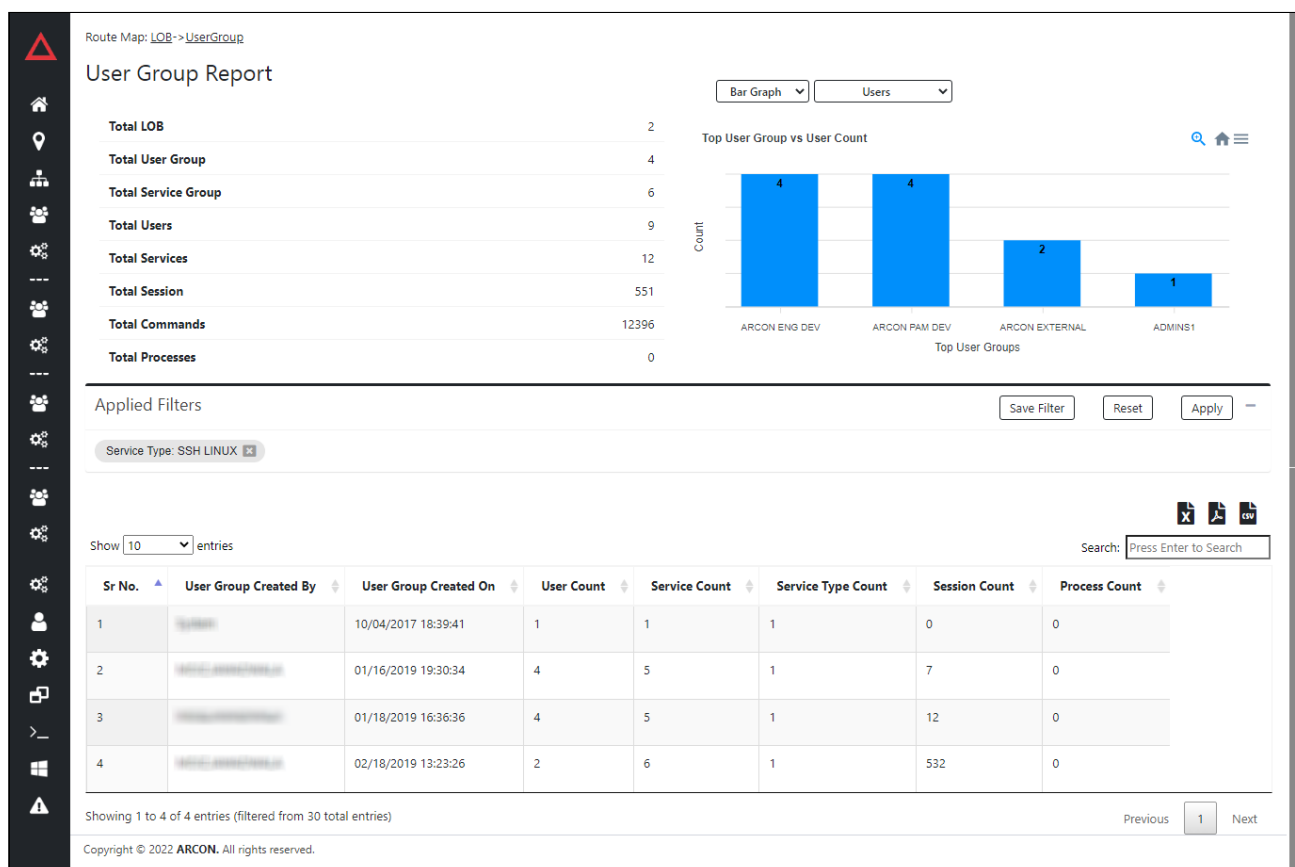 Route Map: LOB->UserGroup
User Group Report
Bar Graph Users
Total LOB 2
Total User Group 4
Total Service Group 6
Total Users 9
Total Services 12
Total Session 551
Total Commands 12396
Total Processes 0
Top User Group vs User Count
4 4 2 1
Count
ARCON ENG DEV ARCON PAM DEV ARCON EXTERNAL ADMINS1
Top User Groups
Applied Filters Save Filter Reset Apply
Service Type: SSH LINUX
X CSV
Show 10 entries Search: Press Enter to Search
Sr No. User Group Created By User Group Created On User Count Service Count Service Type Count Session Count Process Count
1 10/04/2017 18:39:41 1 1 1 0 0
2 01/16/2019 19:30:34 4 5 1 7 0
3 01/18/2019 16:36:36 4 5 1 12 0
4 02/18/2019 13:23:26 2 6 1 532 0
Showing 1 to 4 of 4 entries (filtered from 30 total entries) Previous 1 Next
Copyright © 2022 ARCON. All rights reserved.